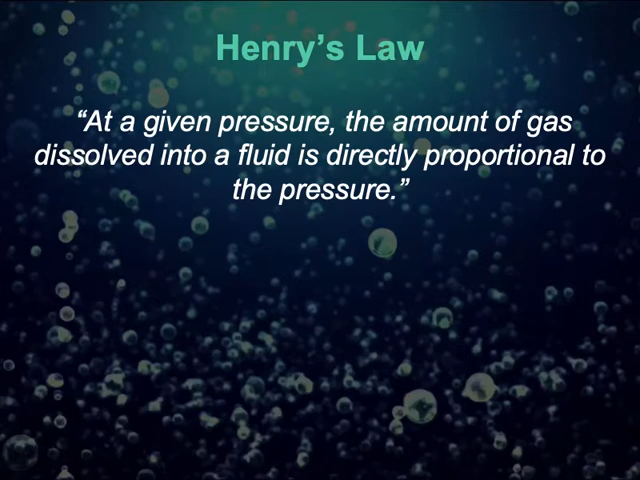 Henry’s Law
“At a given pressure, the amount of gas
dissolved into a fluid is directly proportional to
the pressure.”